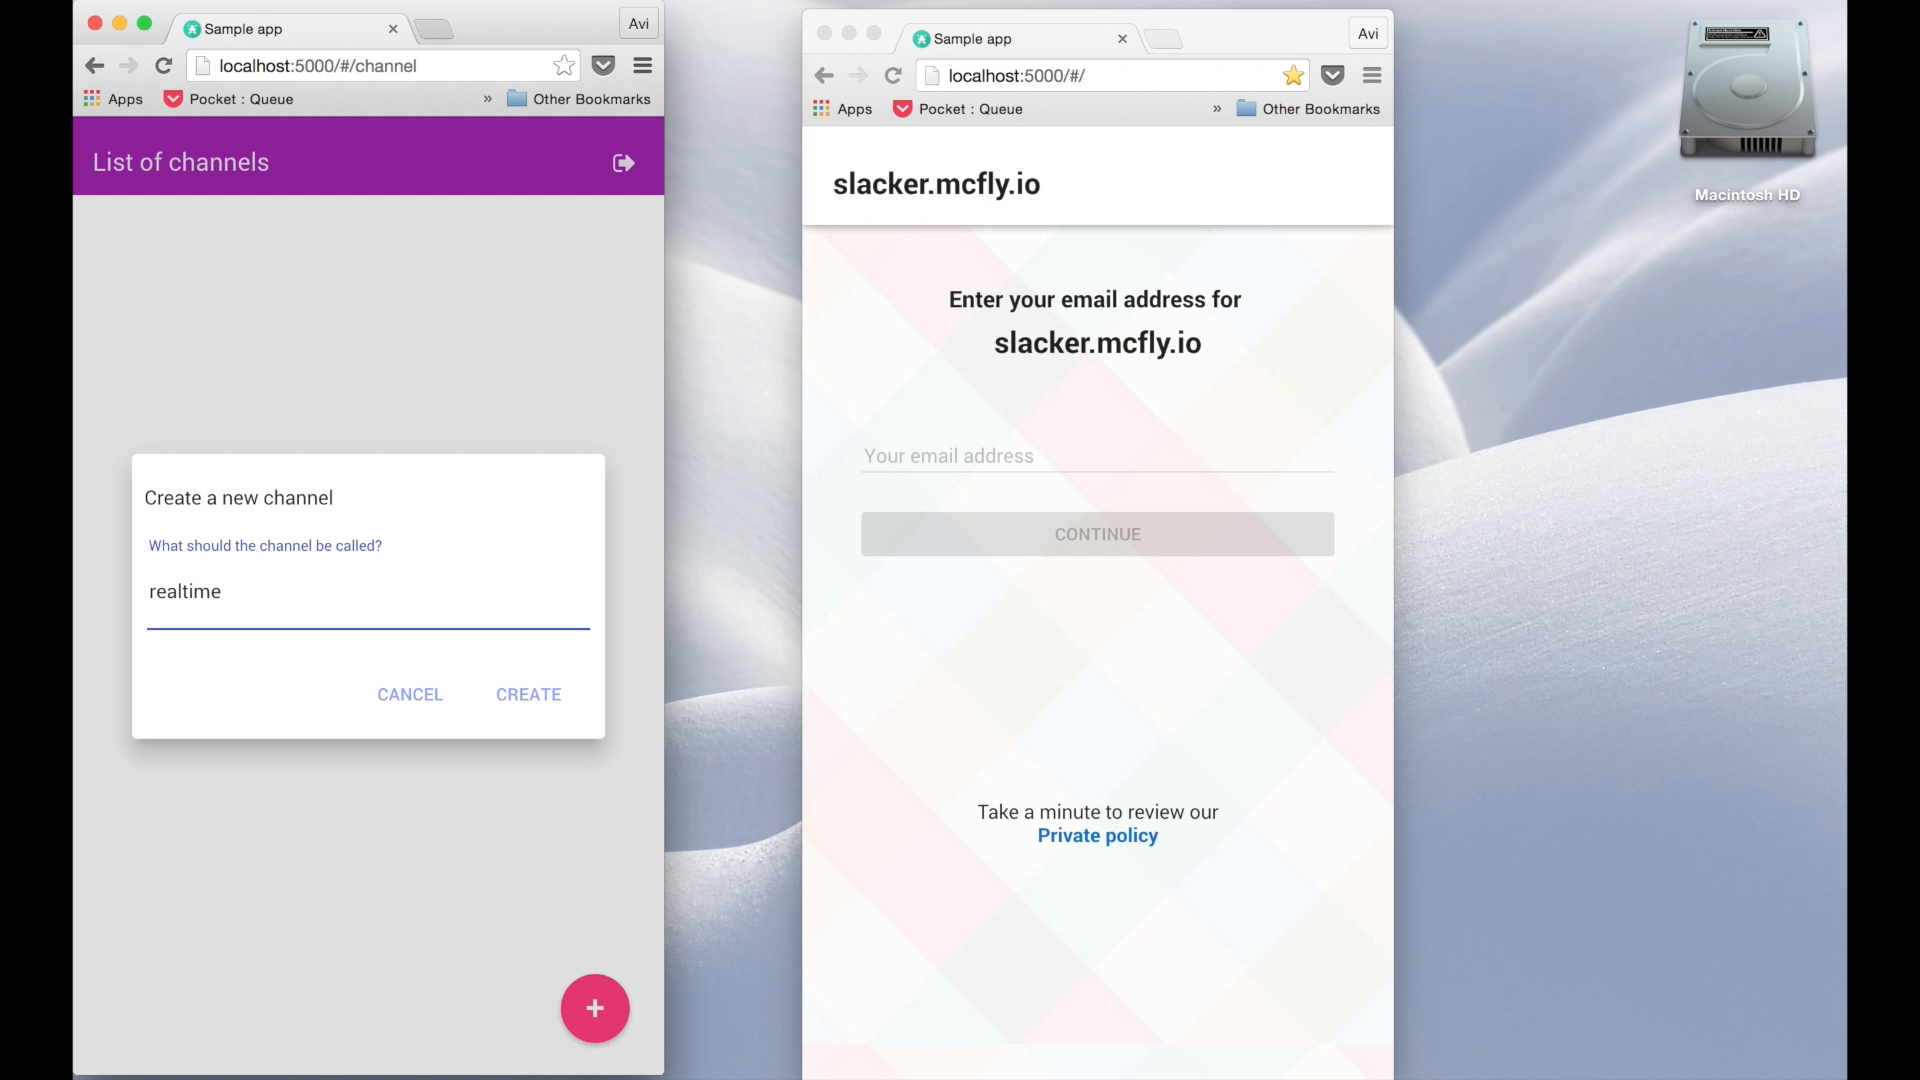 Sample app
Avi
localhost:5000/#/channel
Apps
Pocket : Queue
»
Other Bookmarks
List of channels
Create a new channel
What should the channel be called?
realtime
CANCEL
CREATE
+
Sample app
Avi
localhost:5000/#/
Apps
Pocket : Queue
»
Other Bookmarks
slacker.mcfly.io
Enter your email address for
slacker.mcfly.io
Your email address
CONTINUE
Take a minute to review our
Private policy
Macintosh HD